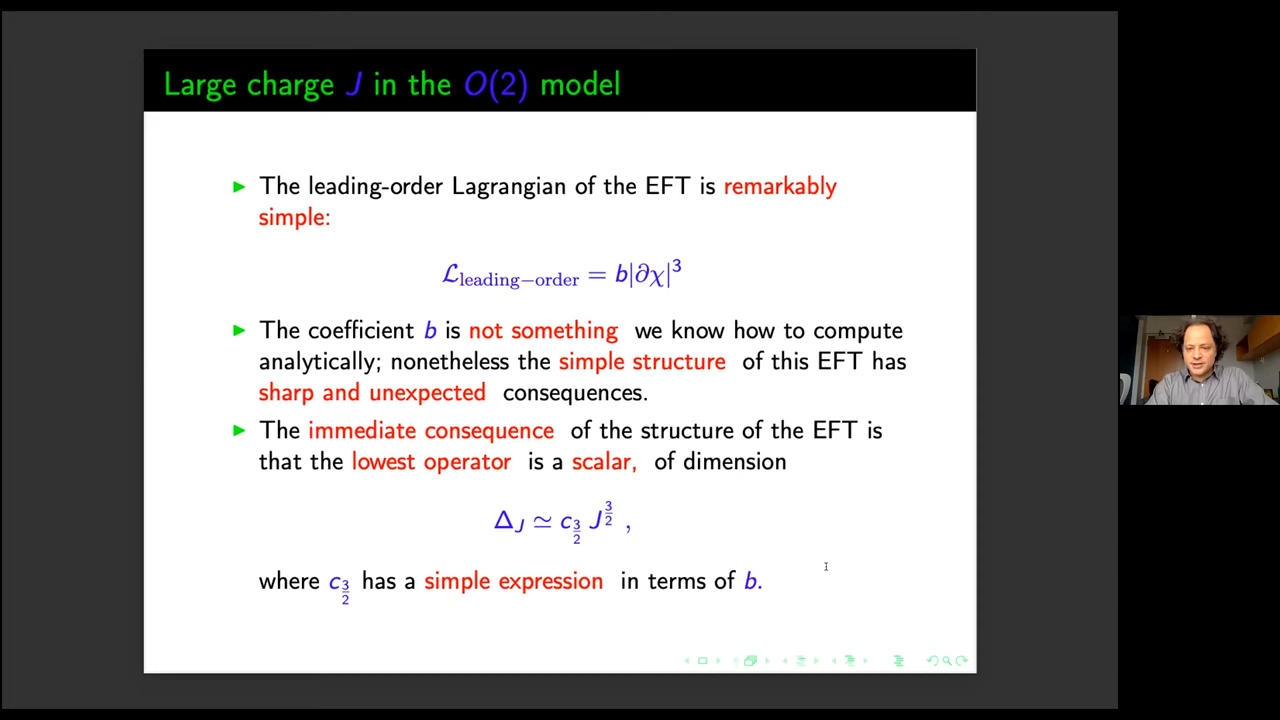 Large charge J in the O(2) model
▶ The leading-order Lagrangian of the EFT is remarkably
simple:
ℒ_leading−order = b|∂χ|³
▶ The coefficient b is not something we know how to compute
analytically; nonetheless the simple structure of this EFT has
sharp and unexpected consequences.
▶ The immediate consequence of the structure of the EFT is
that the lowest operator is a scalar, of dimension
Δ_J ≃ c_{3/2} J^{3/2} ,
where c_{3/2} has a simple expression in terms of b.